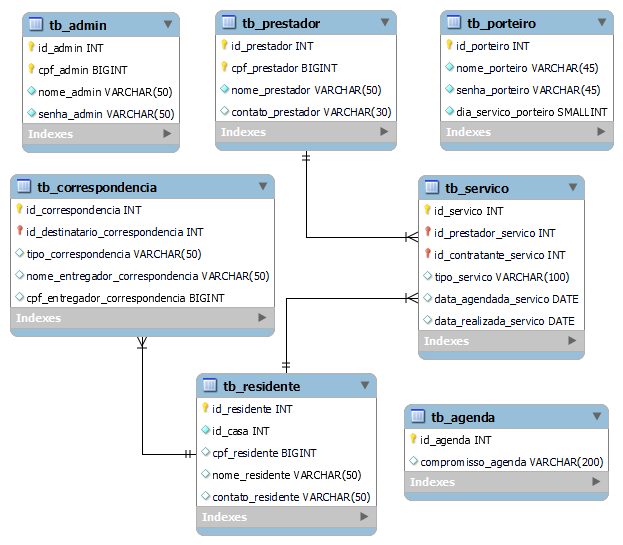 tb_admin
id_admin INT
cpf_admin BIGINT
nome_admin VARCHAR(50)
senha_admin VARCHAR(50)
Indexes
tb_prestador
id_prestador INT
cpf_prestador BIGINT
nome_prestador VARCHAR(50)
contato_prestador VARCHAR(30)
Indexes
tb_porteiro
id_porteiro INT
nome_porteiro VARCHAR(45)
senha_porteiro VARCHAR(45)
dia_servico_porteiro SMALLINT
Indexes
tb_correspondencia
id_correspondencia INT
id_destinatario_correspondencia INT
tipo_correspondencia VARCHAR(50)
nome_entregador_correspondencia VARCHAR(50)
cpf_entregador_correspondencia BIGINT
Indexes
tb_servico
id_servico INT
id_prestador_servico INT
id_contratante_servico INT
tipo_servico VARCHAR(100)
data_agendada_servico DATE
data_realizada_servico DATE
Indexes
tb_residente
id_residente INT
id_casa INT
cpf_residente BIGINT
nome_residente VARCHAR(50)
contato_residente VARCHAR(50)
Indexes
tb_agenda
id_agenda INT
compromisso_agenda VARCHAR(200)
Indexes